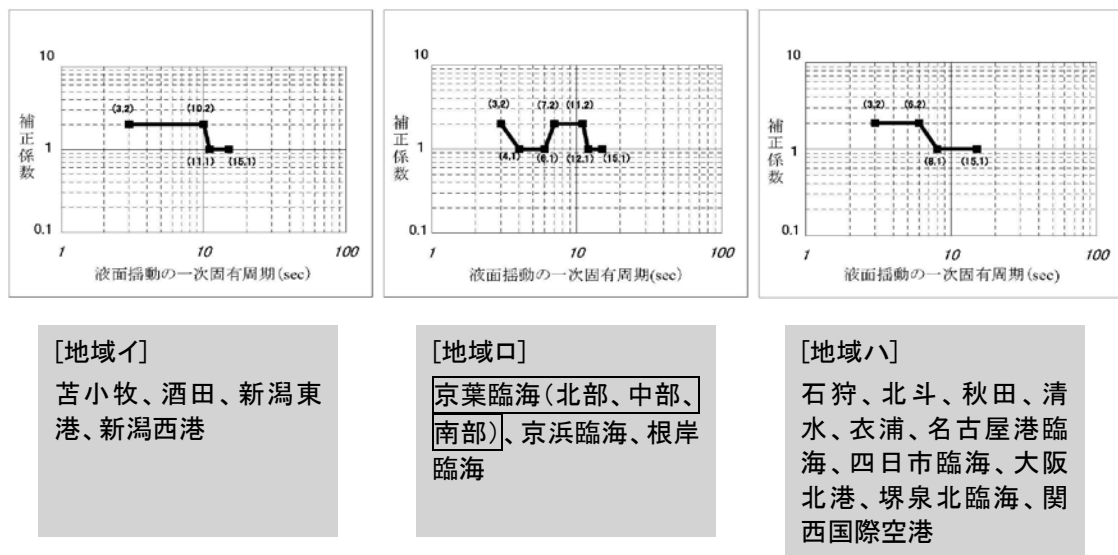 10
1
0.1
補正係数
(3,2)
(10,2)
(11,1)
(15,1)
1
10
100
液面揺動の一次固有周期(sec)
10
1
0.1
補正係数
(3,2)
(7,2)
(11,2)
(4,1)
(6,1)
(12,1)
(15,1)
1
10
100
液面揺動の一次固有周期(sec)
10
1
0.1
補正係数
(3,2)
(6,2)
(8,1)
(15,1)
1
10
100
液面揺動の一次固有周期(sec)
[地域イ]
苫小牧、酒田、新潟東
港、新潟西港
[地域ロ]
京葉臨海(北部、中部、
南部)、京浜臨海、根岸
臨海
[地域ハ]
石狩、北斗、秋田、清
水、衣浦、名古屋港臨
海、四日市臨海、大阪
北港、堺泉北臨海、関
西国際空港